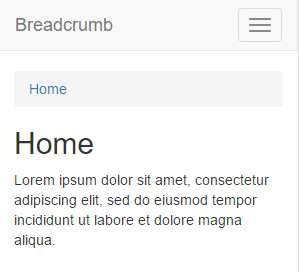 Breadcrumb
Home
Home
Lorem ipsum dolor sit amet, consectetur
adipiscing elit, sed do eiusmod tempor
incididunt ut labore et dolore magna
aliqua.